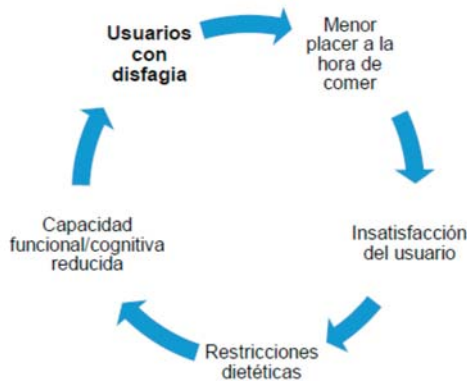 Usuarios
con
disfagia
Menor
placer a la
hora de
comer
Insatisfacción
del usuario
Restricciones
dietéticas
Capacidad
funcional/cognitiva
reducida